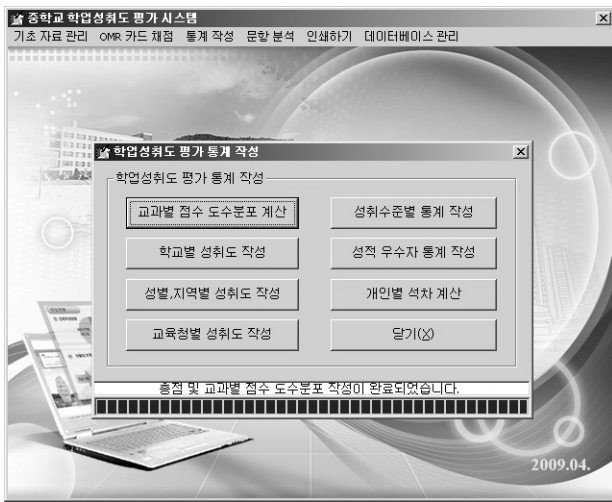 중학교 학업성취도 평가 시스템
기초 자료 관리 OMR 카드 채점 통계 작성 문항 분석 인쇄하기 데이터베이스 관리
학업성취도 평가 통계 작성
학업성취도 평가 통계 작성
교과별 점수 도수분포 계산 성취수준별 통계 작성
학교별 성취도 작성 성적 우수자 통계 작성
성별,지역별 성취도 작성 개인별 석차 계산
교육청별 성취도 작성 닫기(X)
총점 및 교과별 점수 도수분포 작성이 완료되었습니다.
2009.04.